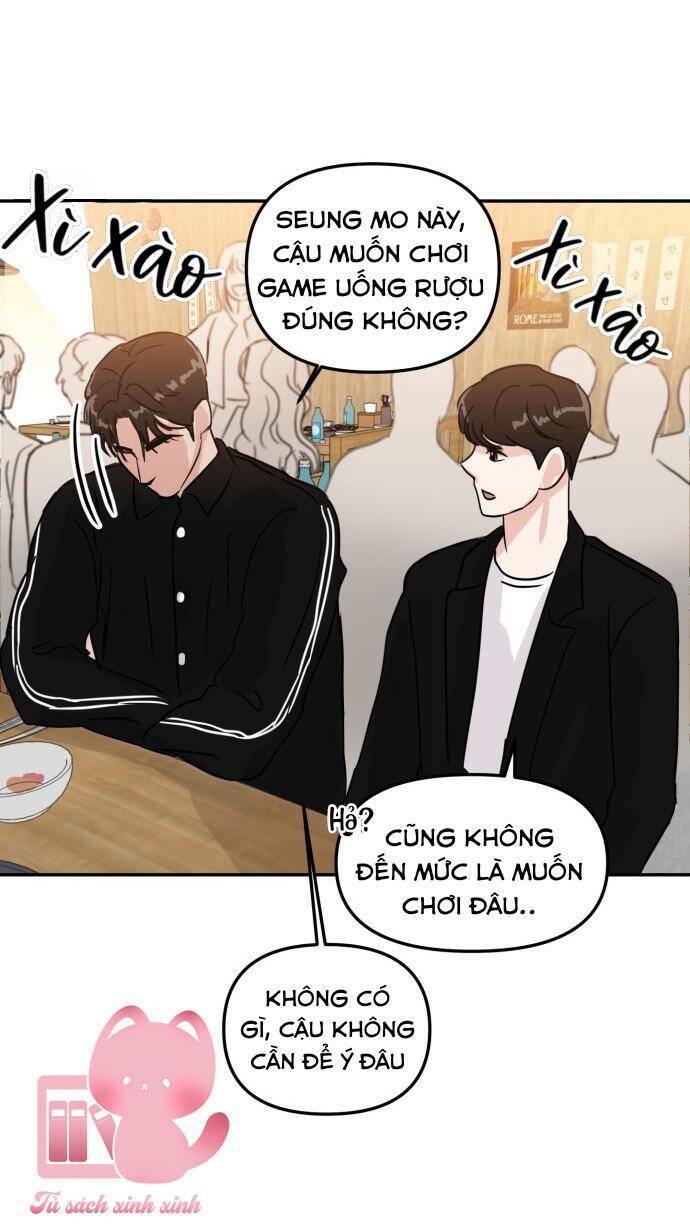 Xì xào
SEUNG MO NÀY,
CẬU MUỐN CHƠI
GAME UỐNG RƯỢU
ĐÚNG KHÔNG?
Xì xào
ROME
Hả?
CŨNG KHÔNG
ĐẾN MỨC LÀ MUỐN
CHƠI ĐÂU..
KHÔNG CÓ
GÌ, CẬU KHÔNG
CẦN ĐỂ Ý ĐÂU
Tủ sách xinh xinh